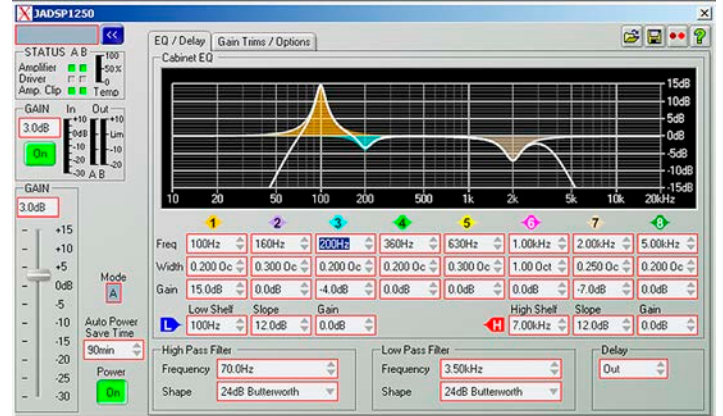 JADSP1250
<<
EQ / Delay Gain Trims / Options
STATUS A B
Amplifier
Driver
Amp. Clip
100
50%
0
Temp
Cabinet EQ
15dB
10dB
5dB
0dB
-5dB
-10dB
-15dB
10 20 50 100 200 500 1k 2k 5k 10k 20kHz
GAIN In Out
3.0dB
On
+10
0dB
-10
-20
-30
+10
Lim
-10
-20
A B
GAIN
3.0dB
+15
+10
+5
0dB
-5
-10
-15
-20
-25
-30
Mode
A
Auto Power
Save Time
90min
Power
On
1 2 3 4 5 6 7 8
Freq 100Hz 160Hz 200Hz 360Hz 630Hz 1.00kHz 2.00kHz 5.00kHz
Width 0.200 Oc 0.300 Oc 0.200 Oc 0.200 Oc 0.300 Oc 1.00 Oct 0.250 Oc 0.200 Oc
Gain 15.0dB 0.0dB -4.0dB 0.0dB 0.0dB 0.0dB -7.0dB 0.0dB
Low Shelf Slope Gain High Shelf Slope Gain
L 100Hz 12.0dB 0.0dB H 7.00kHz 12.0dB 0.0dB
High Pass Filter
Frequency 70.0Hz
Shape 24dB Butterworth
Low Pass Filter
Frequency 3.50kHz
Shape 24dB Butterworth
Delay
Out